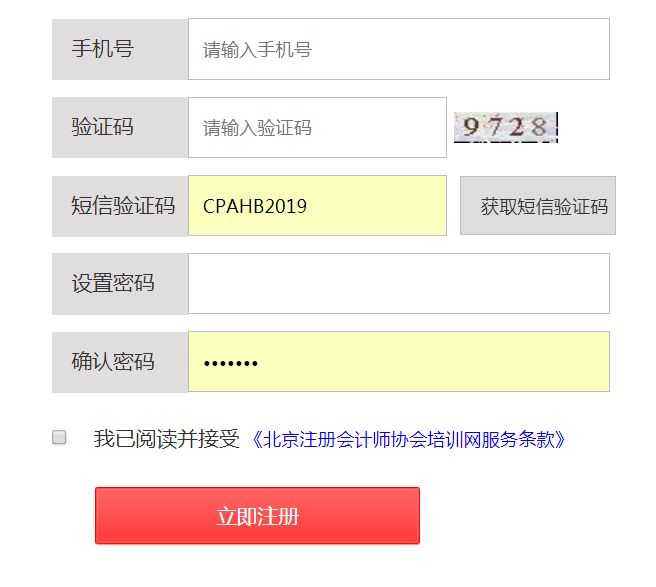 手机号 请输入手机号
验证码 请输入验证码 9728
短信验证码 CPAHB2019 获取短信验证码
设置密码
确认密码 •••••••
我已阅读并接受 《北京注册会计师协会培训网服务条款》
立即注册